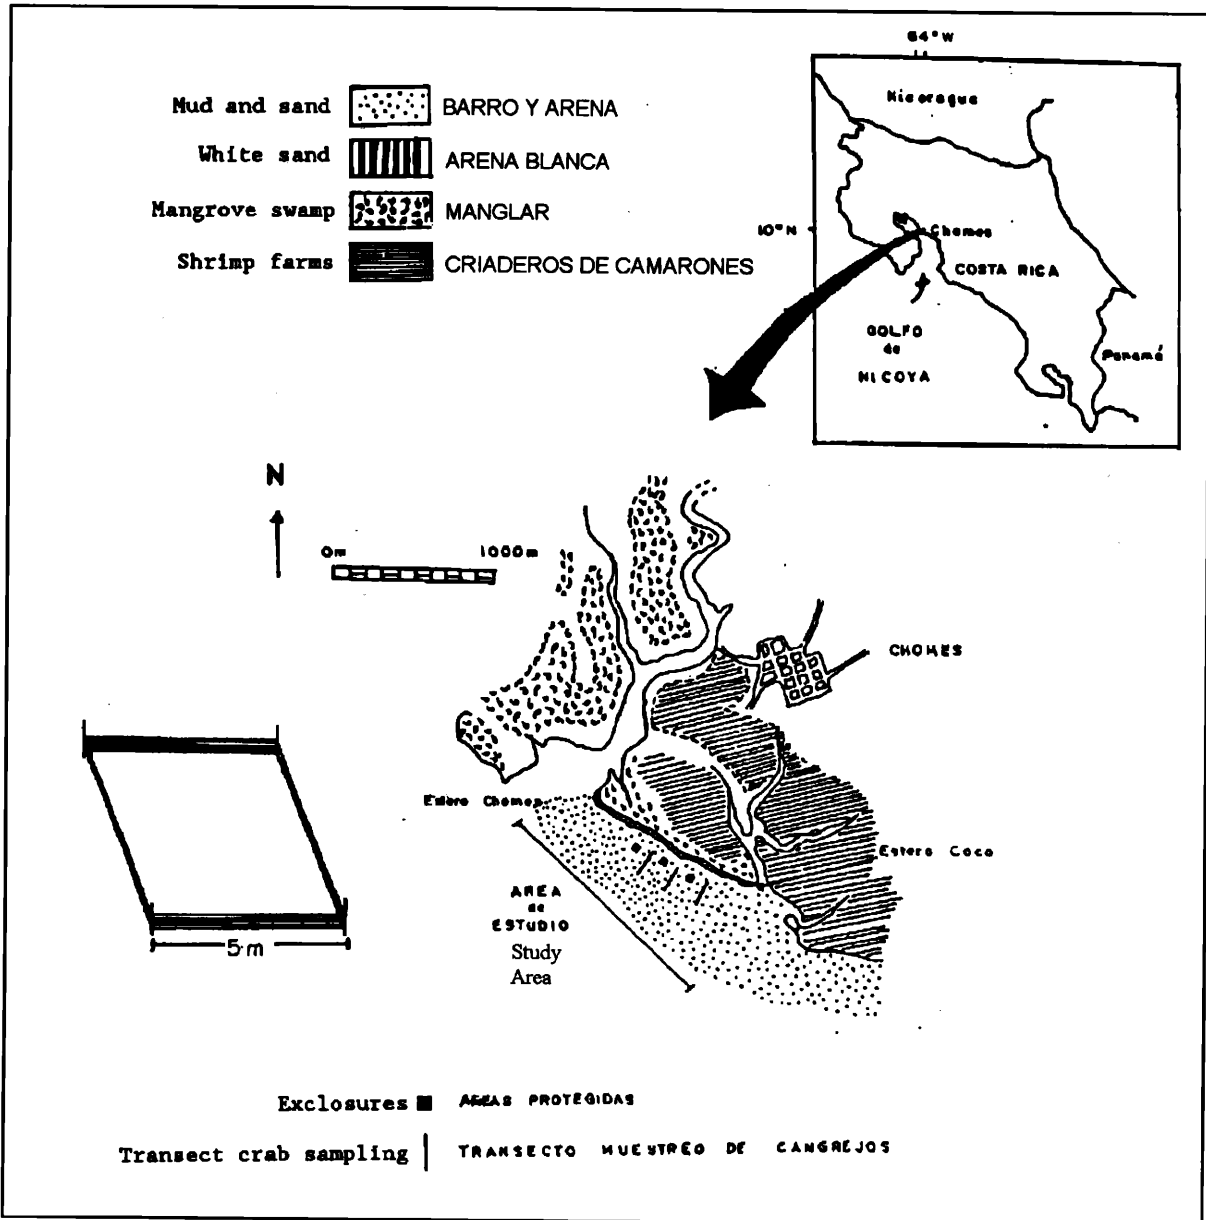 Mud and sand BARRO Y ARENA
White sand ARENA BLANCA
Mangrove swamp MANGLAR
Shrimp farms CRIADEROS DE CAMARONES
84° W
Nicaragua
10° N
Chomes
COSTA RICA
GOLFO
de
NICOYA
Panamá
N
0m 1000m
CHOMES
Estero Chomes
Estero Coco
AREA
de
ESTUDIO
Study
Area
5 m
Exclosures AREAS PROTEGIDAS
Transect crab sampling TRANSECTO MUESTREO DE CANGREJOS